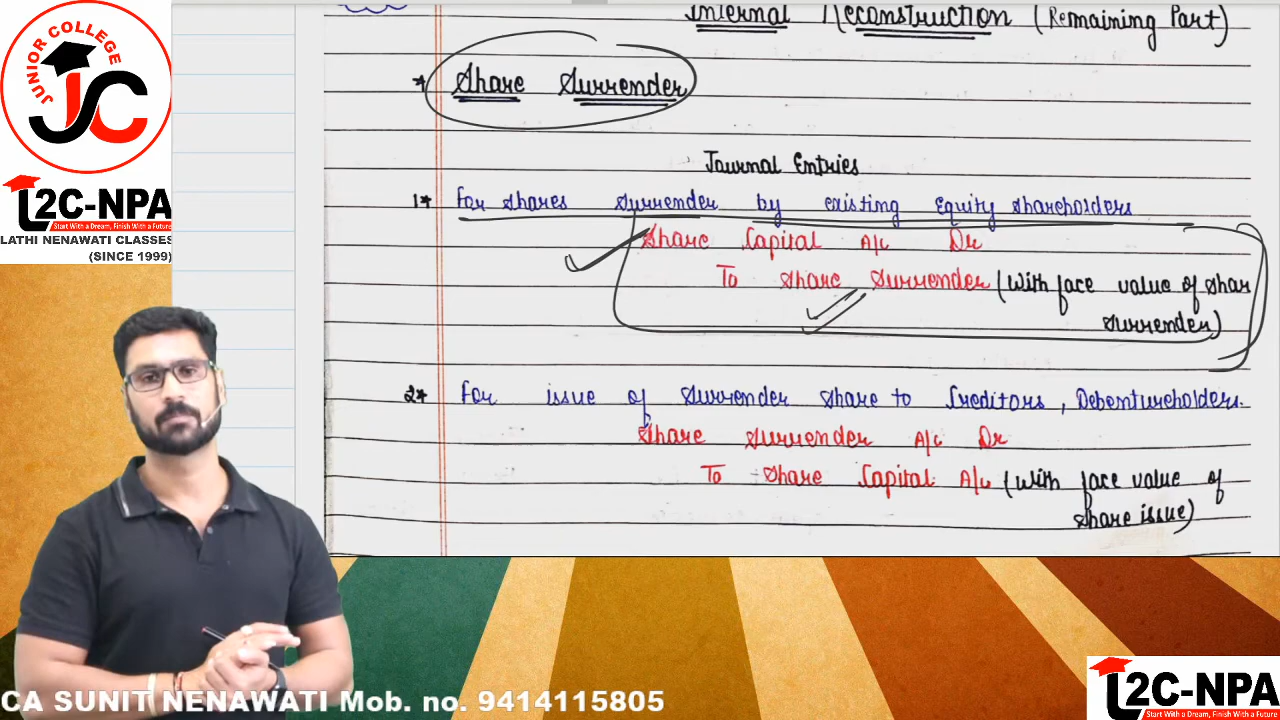 Internal Reconstruction (Remaining Part)
JUNIOR COLLEGE
JC
* Share Surrender
L2C-NPA
Start With a Dream, Finish With a Future
LATHI NENAWATI CLASSES
(SINCE 1999)
Journal Entries
1* For Shares Surrender by existing Equity Shareholders
Share Capital A/c Dr
To Share Surrender (With face value of Shar
Surrender)
2* For issue of Surrender Share to Creditors, Debentureholders.
Share Surrender A/c Dr
To Share Capital A/c (With face value of
Share issue)
CA SUNIT NENAWATI Mob. no. 9414115805
L2C-NPA
Start With a Dream, Finish With a Future